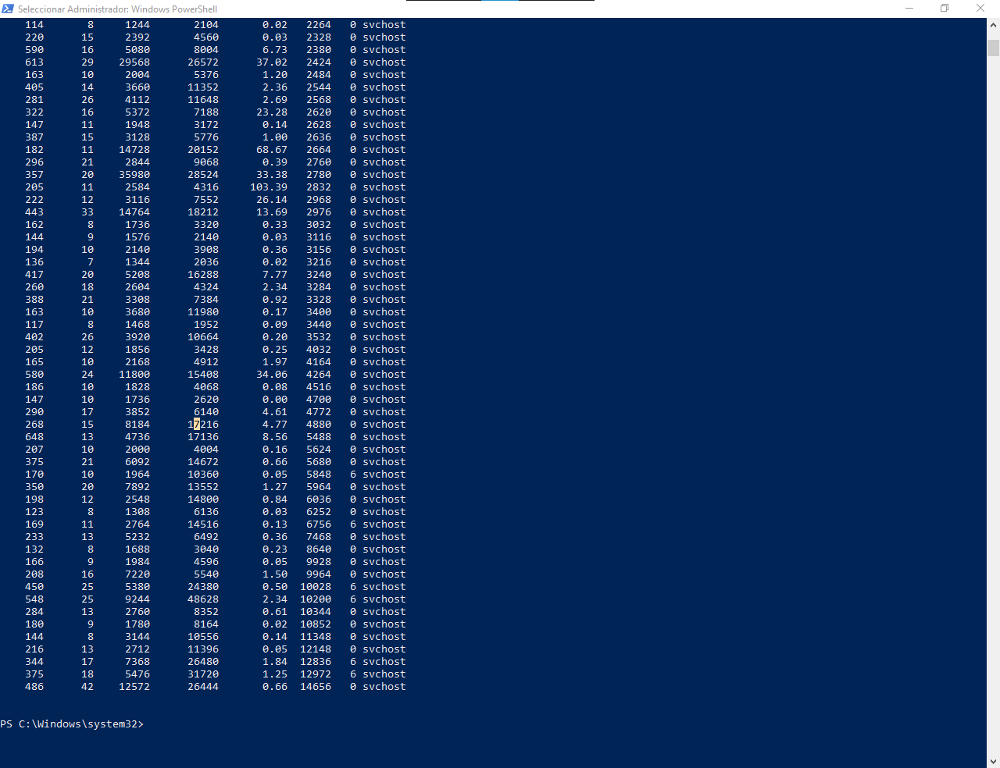 Seleccionar Administrador: Windows PowerShell
114 8 1244 2104 0.02 2264 0 svchost
220 15 2392 4560 0.03 2328 0 svchost
590 16 5080 8004 6.73 2380 0 svchost
613 29 29568 26572 37.02 2424 0 svchost
163 10 2004 5376 1.20 2484 0 svchost
405 14 3660 11352 2.36 2544 0 svchost
281 26 4112 11648 2.69 2568 0 svchost
322 16 5372 7188 23.28 2620 0 svchost
147 11 1948 3172 0.14 2628 0 svchost
387 15 3128 5776 1.00 2636 0 svchost
182 11 14728 20152 68.67 2664 0 svchost
296 21 2844 9068 0.39 2760 0 svchost
357 20 35980 28524 33.38 2780 0 svchost
205 11 2584 4316 103.39 2832 0 svchost
222 12 3116 7552 26.14 2968 0 svchost
443 33 14764 18212 13.69 2976 0 svchost
162 8 1736 3320 0.33 3032 0 svchost
144 9 1576 2140 0.03 3116 0 svchost
194 10 2140 3908 0.36 3156 0 svchost
136 7 1344 2036 0.02 3216 0 svchost
417 20 5208 16288 7.77 3240 0 svchost
260 18 2604 4324 2.34 3284 0 svchost
388 21 3308 7384 0.92 3328 0 svchost
163 10 3680 11980 0.17 3400 0 svchost
117 8 1468 1952 0.09 3440 0 svchost
402 26 3920 10664 0.20 3532 0 svchost
205 12 1856 3428 0.25 4032 0 svchost
165 10 2168 4912 1.97 4164 0 svchost
580 24 11800 15408 34.06 4264 0 svchost
186 10 1828 4068 0.08 4516 0 svchost
147 10 1736 2620 0.00 4700 0 svchost
290 17 3852 6140 4.61 4772 0 svchost
268 15 8184 17216 4.77 4880 0 svchost
648 13 4736 17136 8.56 5488 0 svchost
207 10 2000 4004 0.16 5624 0 svchost
375 21 6092 14672 0.66 5680 0 svchost
170 10 1964 10360 0.05 5848 6 svchost
350 20 7892 13552 1.27 5964 0 svchost
198 12 2548 14800 0.84 6036 0 svchost
123 8 1308 6136 0.03 6252 0 svchost
169 11 2764 14516 0.13 6756 6 svchost
233 13 5232 6492 0.36 7468 0 svchost
132 8 1688 3040 0.23 8640 0 svchost
166 9 1984 4596 0.05 9928 0 svchost
208 16 7220 5540 1.50 9964 0 svchost
450 25 5380 24380 0.50 10028 6 svchost
548 25 9244 48628 2.34 10200 6 svchost
284 13 2760 8352 0.61 10344 0 svchost
180 9 1780 8164 0.02 10852 0 svchost
144 8 3144 10556 0.14 11348 0 svchost
216 13 2712 11396 0.05 12148 0 svchost
344 17 7368 26480 1.84 12836 6 svchost
375 18 5476 31720 1.25 12972 6 svchost
486 42 12572 26444 0.66 14656 0 svchost
PS C:\Windows\system32>